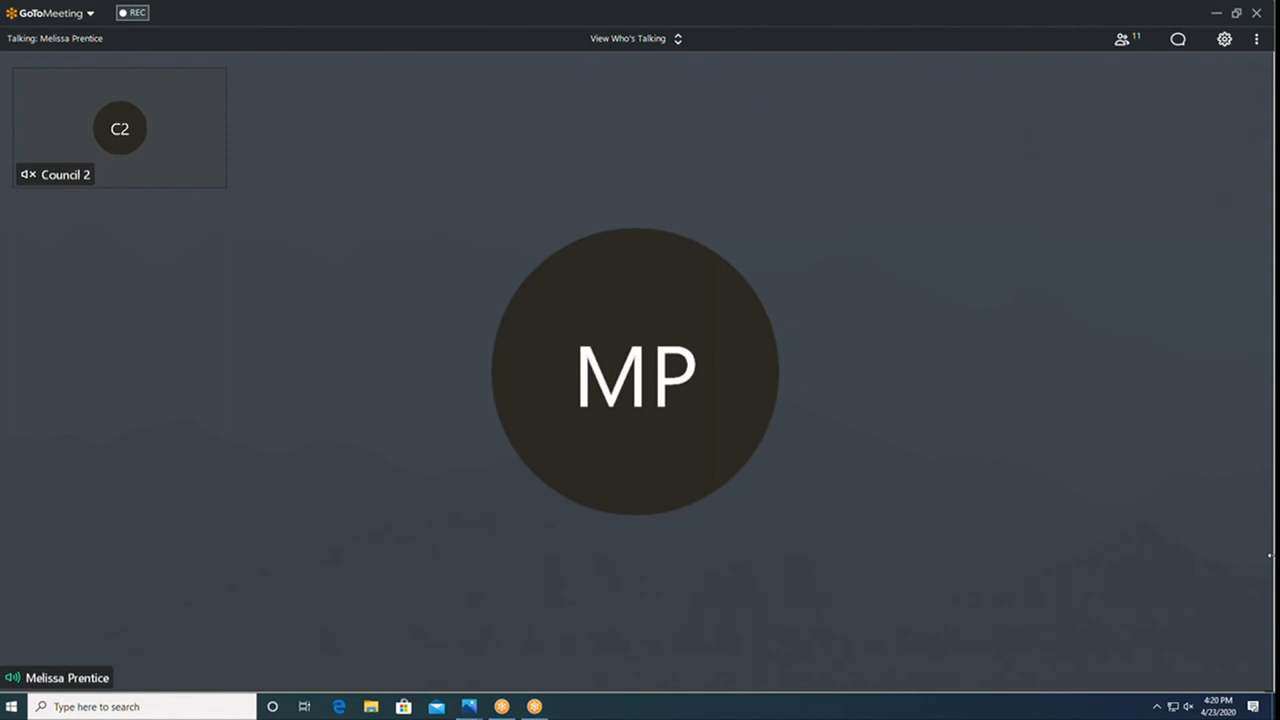 GoToMeeting
REC
Talking: Melissa Prentice
View Who's Talking
11
C2
Council 2
MP
Melissa Prentice
Type here to search
4:20 PM
4/23/2020